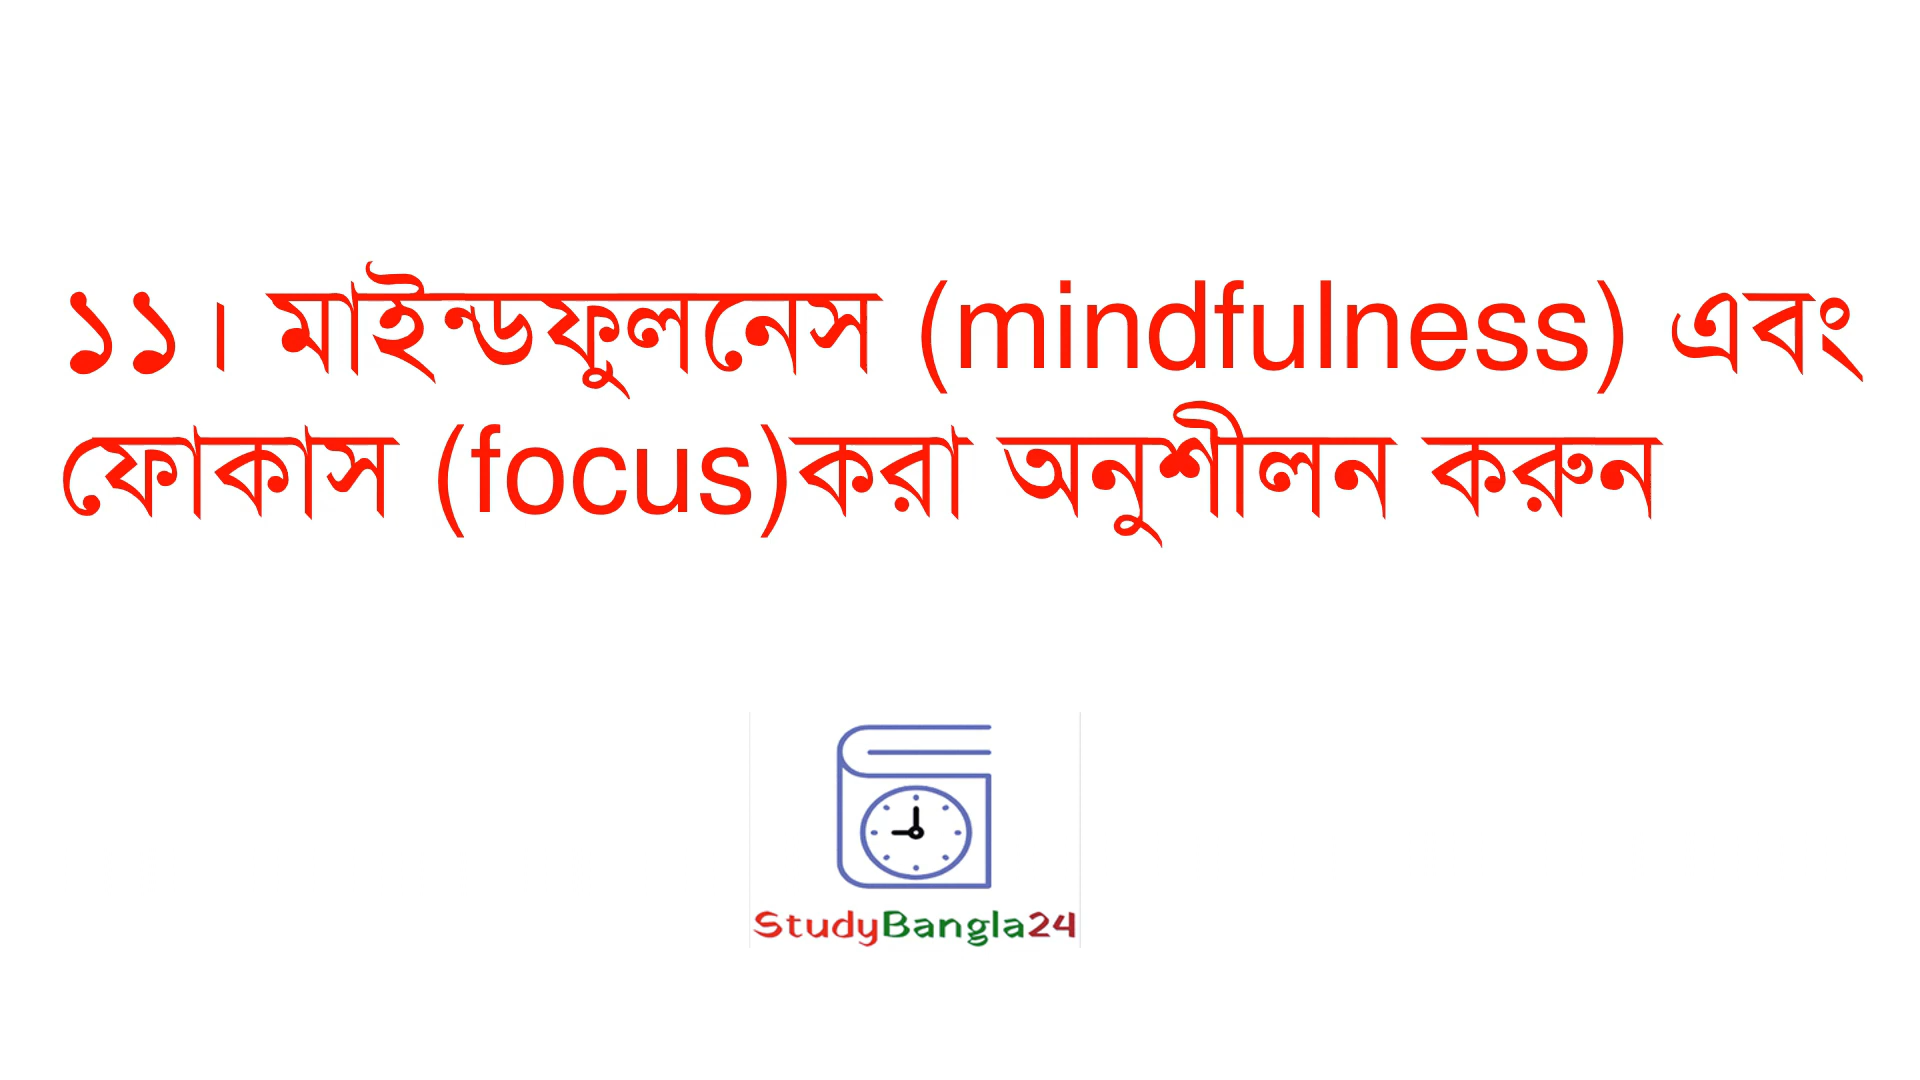 ১১। মাইন্ডফুলনেস (mindfulness) এবং
ফোকাস (focus)করা অনুশীলন করুন
StudyBangla24